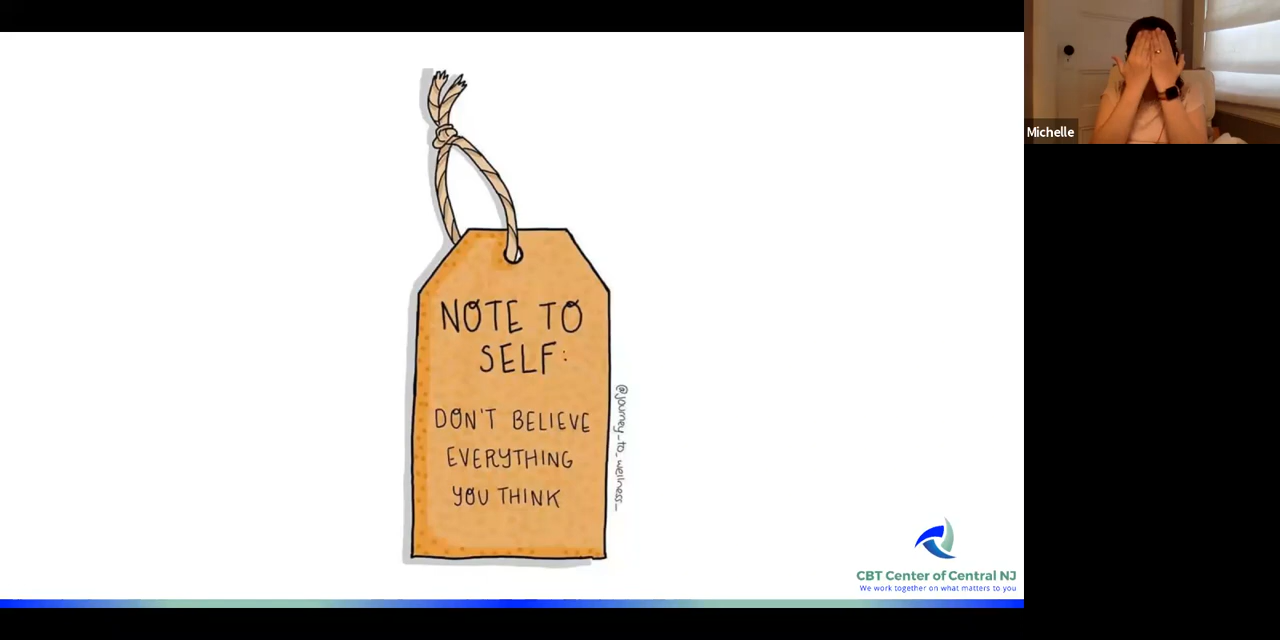 Michelle
NOTE TO
SELF:
DON'T BELIEVE
EVERYTHING
YOU THINK
@journey_to_wellness_
CBT Center of Central NJ
We work together on what matters to you